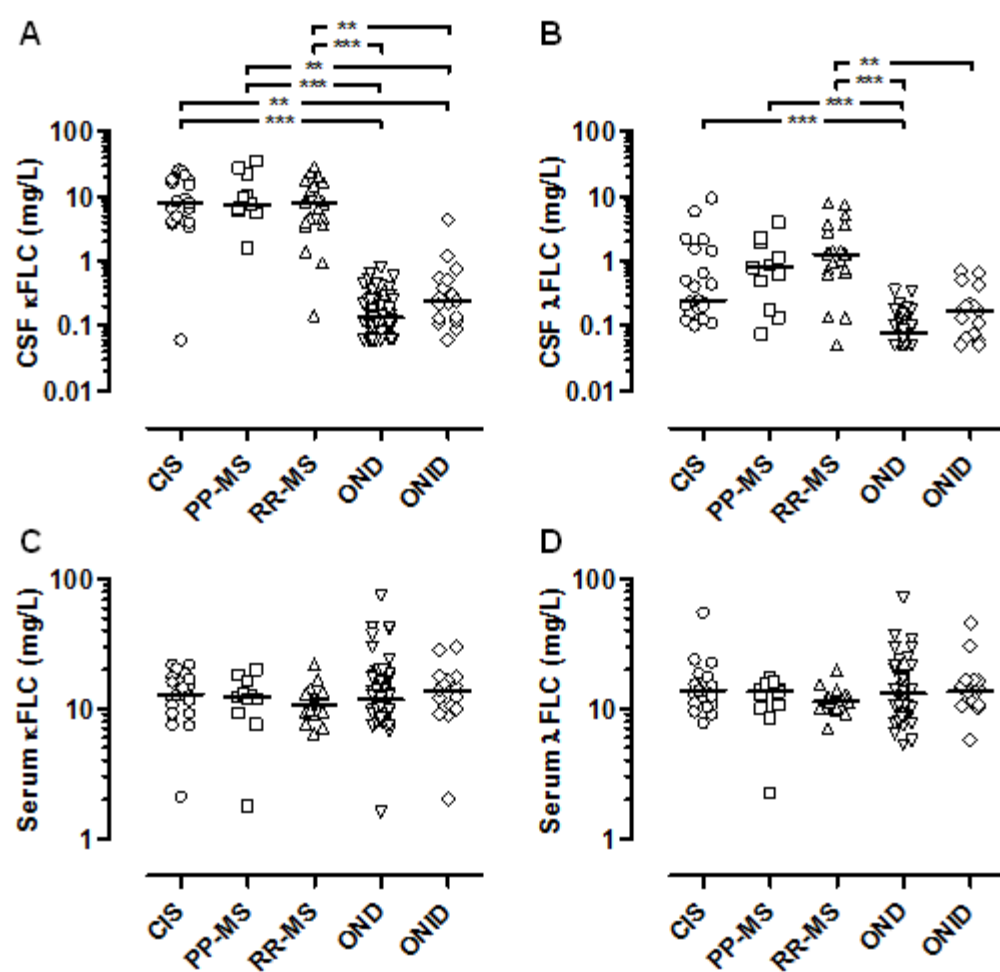 A
**
***
**
***
**
***
CSF κFLC (mg/L)
100
10
1
0.1
0.01
CIS
PP-MS
RR-MS
OND
ONID
B
**
***
***
***
CSF λ FLC (mg/L)
100
10
1
0.1
0.01
CIS
PP-MS
RR-MS
OND
ONID
C
Serum κFLC (mg/L)
100
10
1
CIS
PP-MS
RR-MS
OND
ONID
D
Serum λ FLC (mg/L)
100
10
1
CIS
PP-MS
RR-MS
OND
ONID